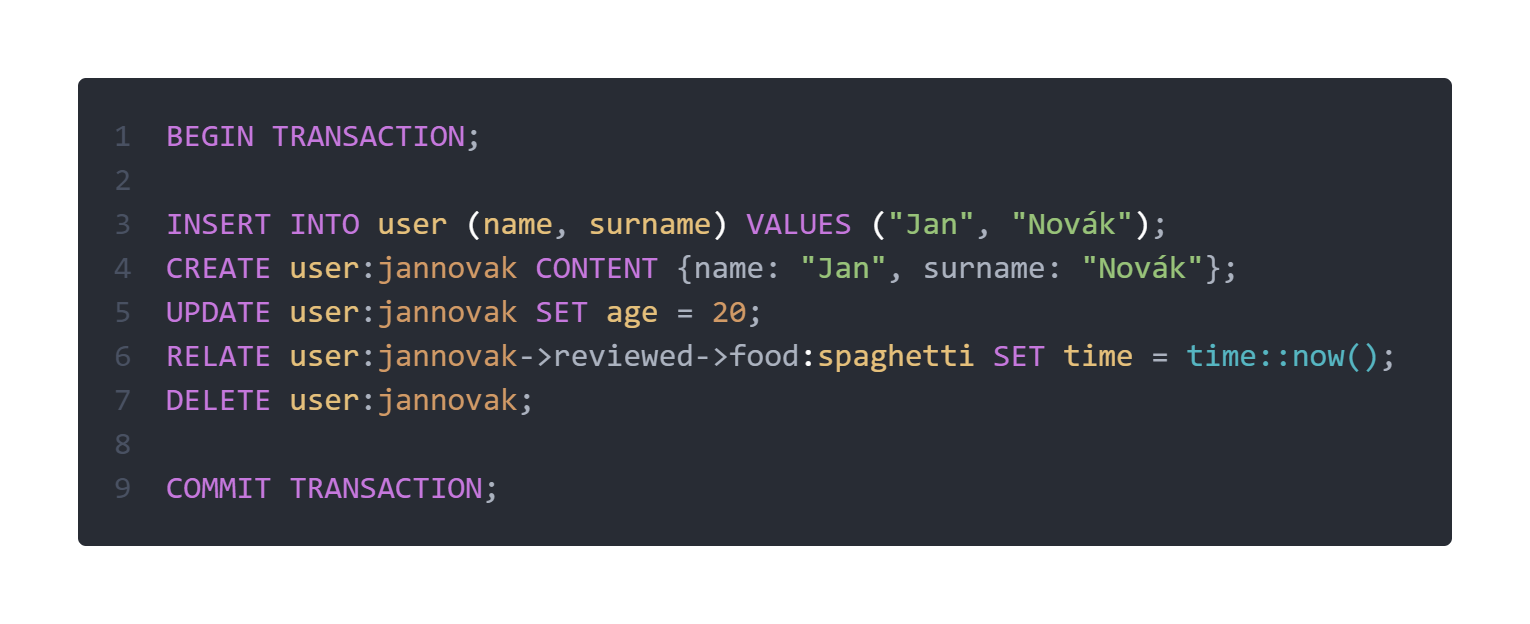 1 BEGIN TRANSACTION;
2
3 INSERT INTO user (name, surname) VALUES ("Jan", "Novák");
4 CREATE user:jannovak CONTENT {name: "Jan", surname: "Novák"};
5 UPDATE user:jannovak SET age = 20;
6 RELATE user:jannovak->reviewed->food:spaghetti SET time = time::now();
7 DELETE user:jannovak;
8
9 COMMIT TRANSACTION;